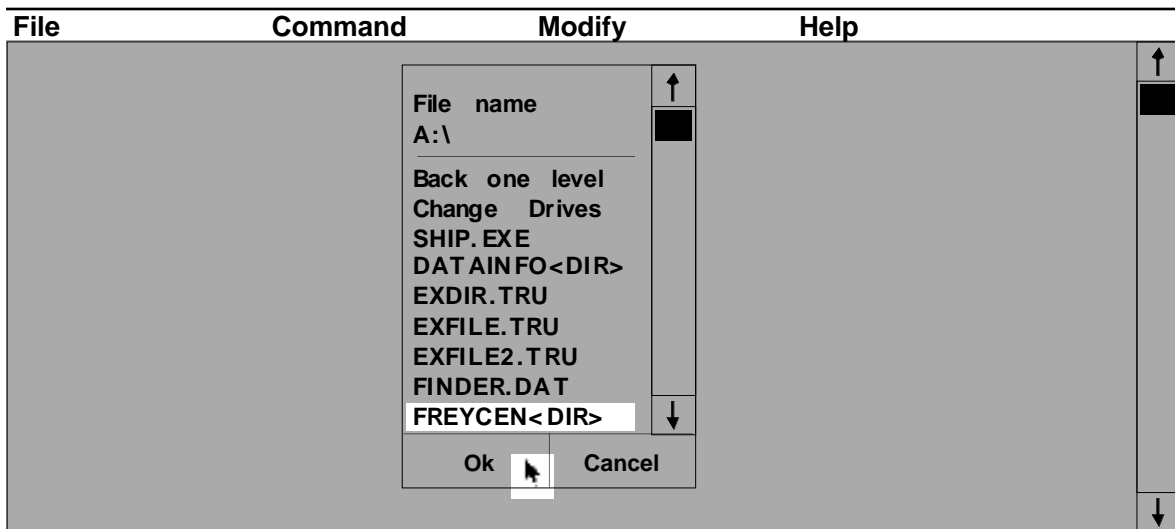 File Command Modify Help
File name
A:\
Back one level
Change Drives
SHIP.EXE
DATAINFO<DIR>
EXDIR.TRU
EXFILE.TRU
EXFILE2.TRU
FINDER.DAT
FREYCEN<DIR>
Ok Cancel